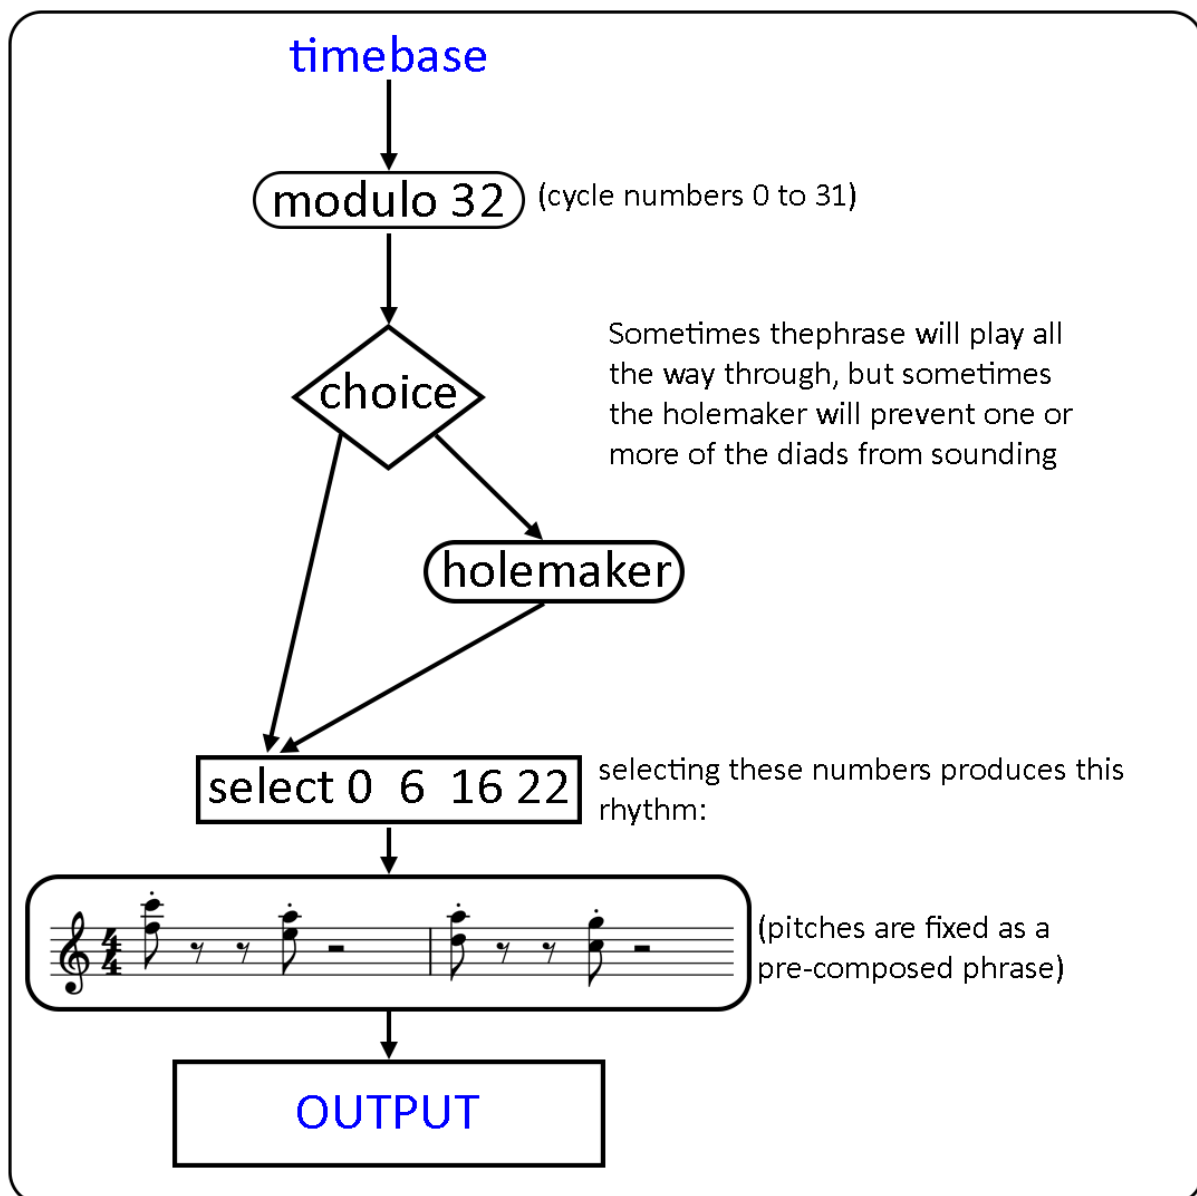 timebase
modulo 32
(cycle numbers 0 to 31)
choice
Sometimes thephrase will play all
the way through, but sometimes
the holemaker will prevent one or
more of the diads from sounding
holemaker
select 0 6 16 22
selecting these numbers produces this
rhythm:
4
4
(pitches are fixed as a
pre-composed phrase)
OUTPUT